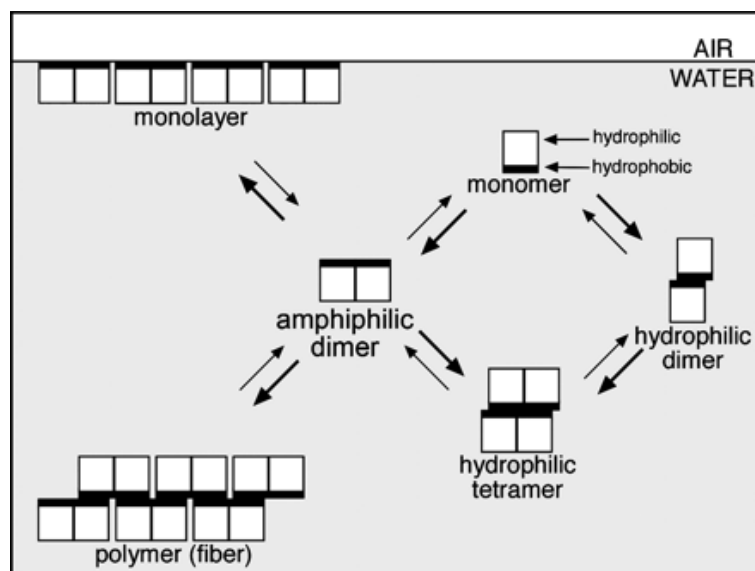 AIR
WATER
monolayer
hydrophilic
hydrophobic
monomer
amphiphilic
dimer
hydrophilic
dimer
hydrophilic
tetramer
polymer (fiber)